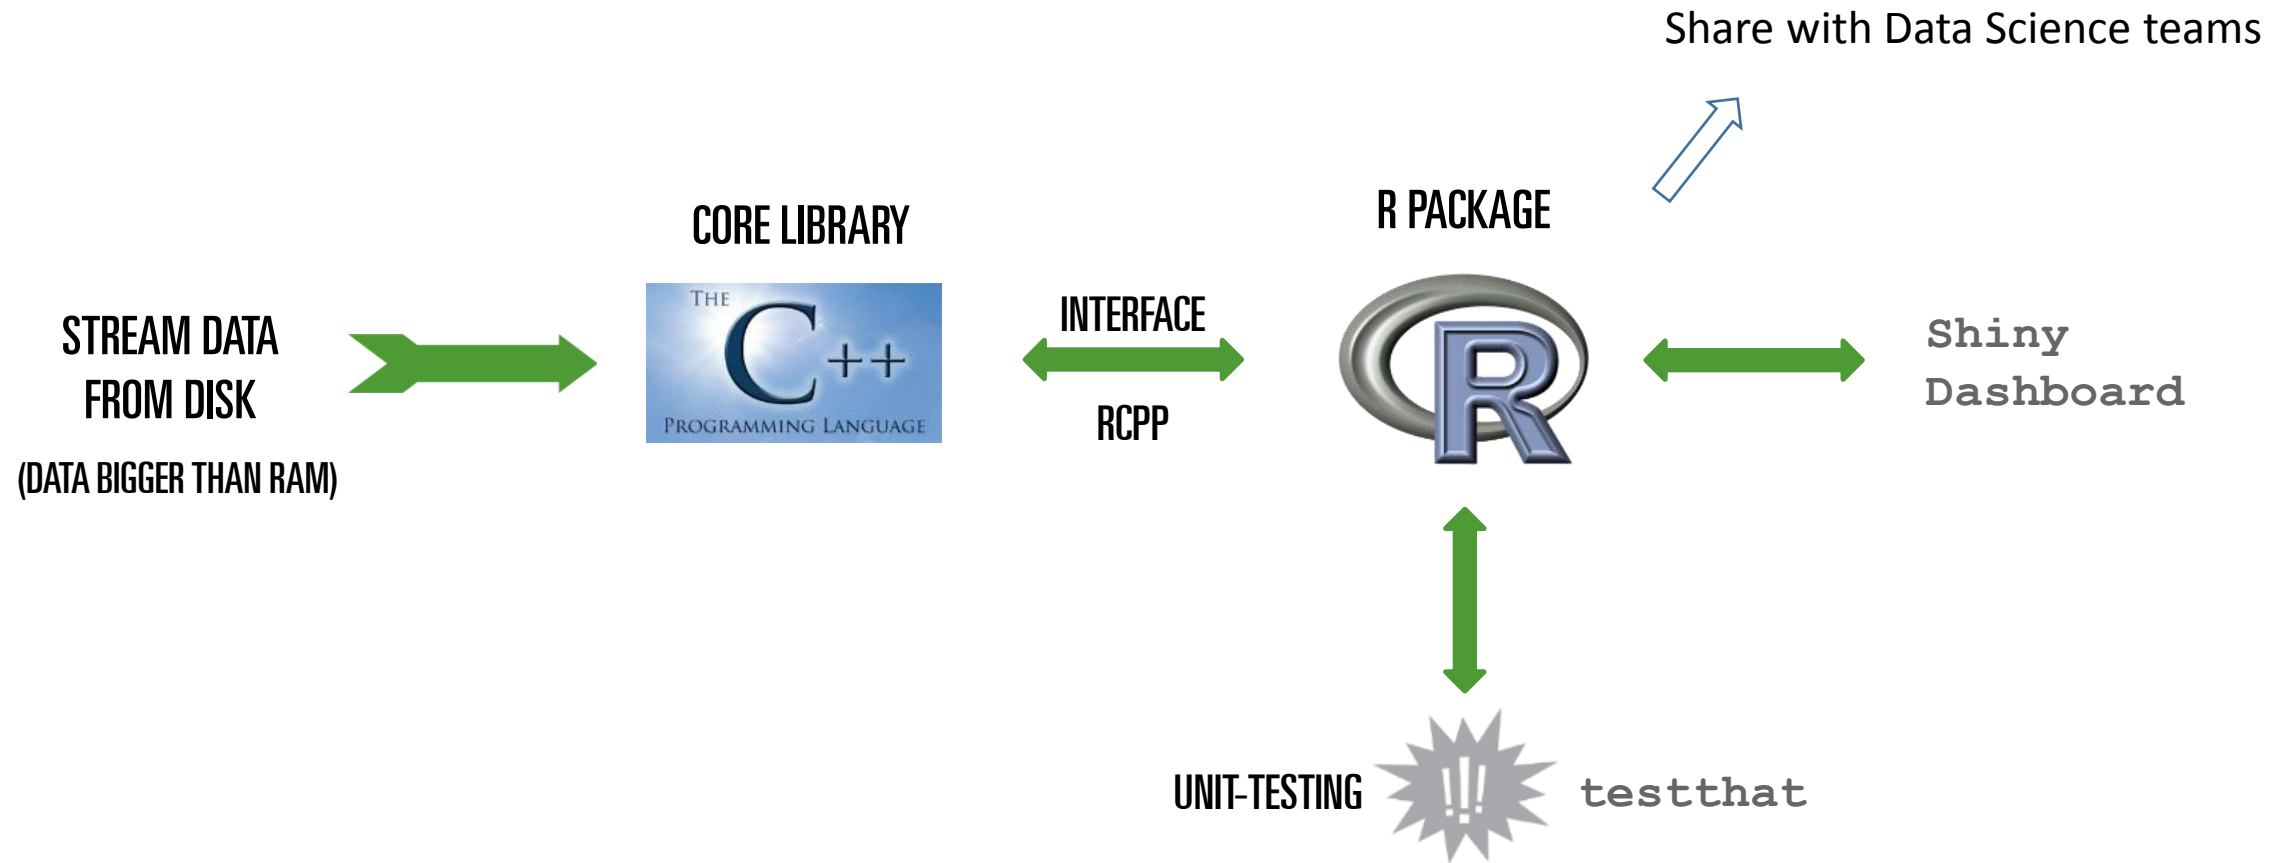 Share with Data Science teams
STREAM DATA
FROM DISK
(DATA BIGGER THAN RAM)
CORE LIBRARY
THE
C++
PROGRAMMING LANGUAGE
INTERFACE
RCPP
R PACKAGE
R
Shiny
Dashboard
UNIT-TESTING
!!!
testthat